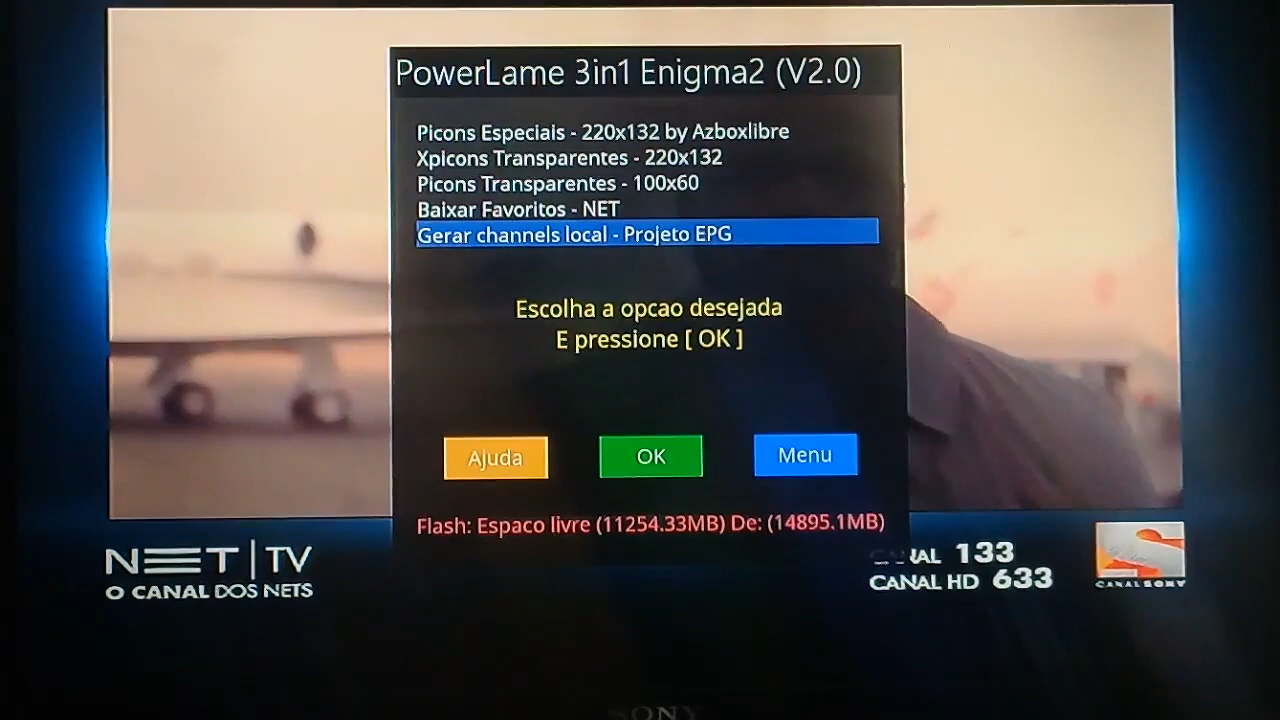 PowerLame 3in1 Enigma2 (V2.0)
Picons Especiais - 220x132 by Azboxlibre
Xpicons Transparentes - 220x132
Picons Transparentes - 100x60
Baixar Favoritos - NET
Gerar channels local - Projeto EPG
Escolha a opcao desejada
E pressione [ OK ]
Ajuda
OK
Menu
Flash: Espaco livre (11254.33MB) De: (14895.1MB)
NET | TV
O CANAL DOS NETS
133
CANAL HD 633
CANAL SONY
SONY